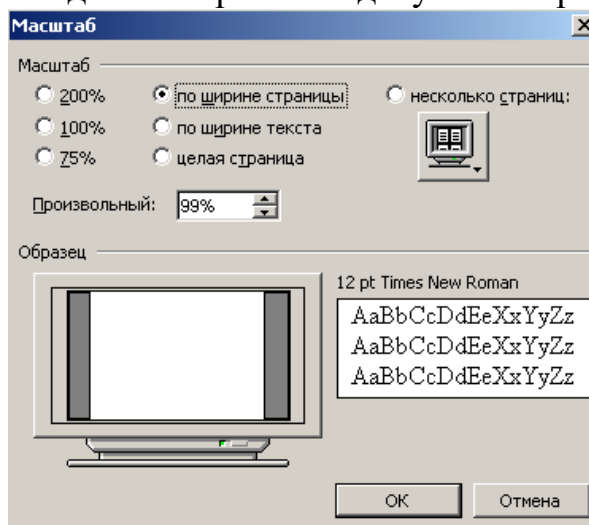 Масштаб
Масштаб
200% по ширине страницы несколько страниц:
100% по ширине текста
75% целая страница
Произвольный: 99%
Образец
12 pt Times New Roman
AaBbCcDdEeXxYyZz
AaBbCcDdEeXxYyZz
AaBbCcDdEeXxYyZz
ОК Отмена